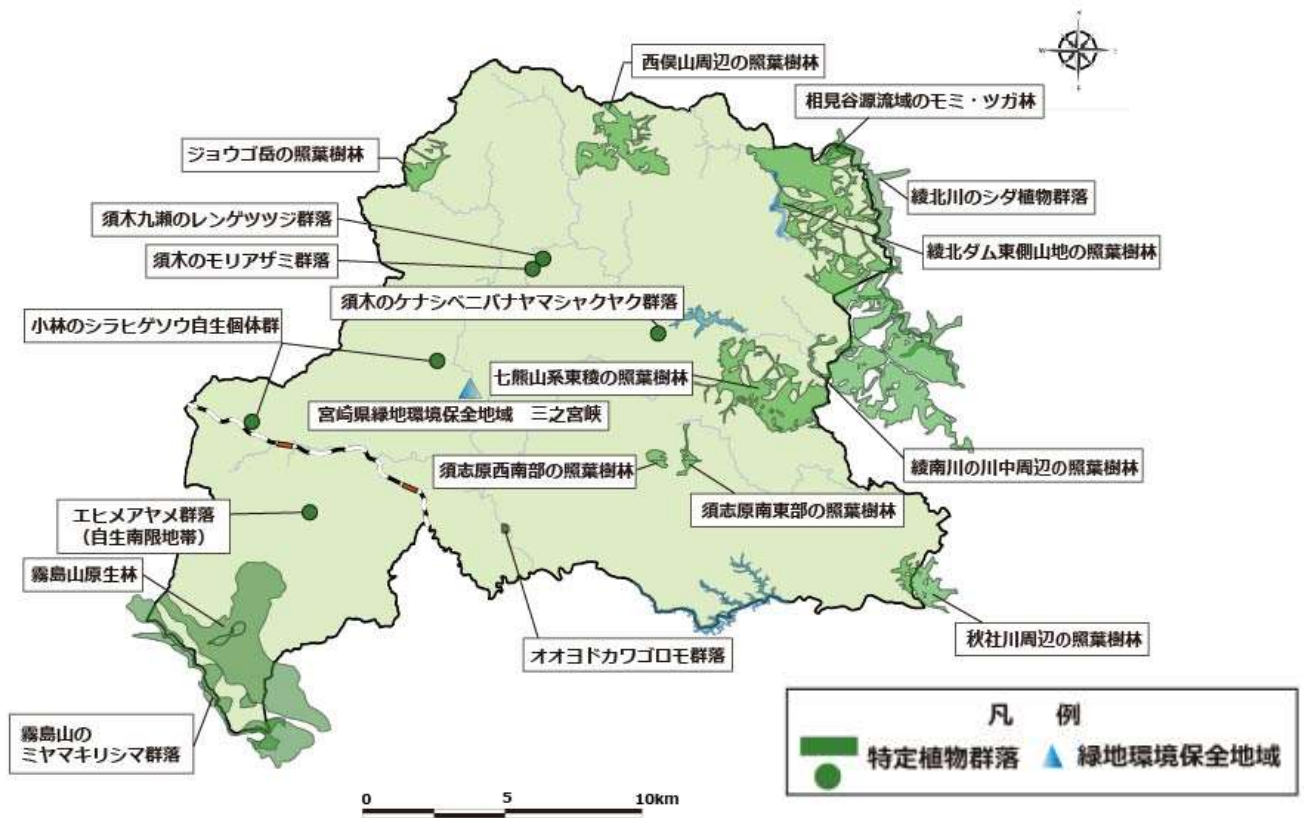 西俣山周辺の照葉樹林
相見谷源流域のモミ・ツガ林
ジョウゴ岳の照葉樹林
綾北川のシダ植物群落
須木九瀬のレンゲツツジ群落
綾北ダム東側山地の照葉樹林
須木のモリアザミ群落
須木のケナシベニバナヤマシャクヤク群落
小林のシラヒゲソウ自生個体群
七熊山系東稜の照葉樹林
宮崎県緑地環境保全地域 三之宮峡
須志原西南部の照葉樹林
綾南川の川中周辺の照葉樹林
須志原南東部の照葉樹林
エヒメアヤメ群落
（自生南限地帯）
霧島山原生林
オオヨドカワゴロモ群落
秋社川周辺の照葉樹林
霧島山の
ミヤマキリシマ群落
凡 例
特定植物群落 緑地環境保全地域
0 5 10km